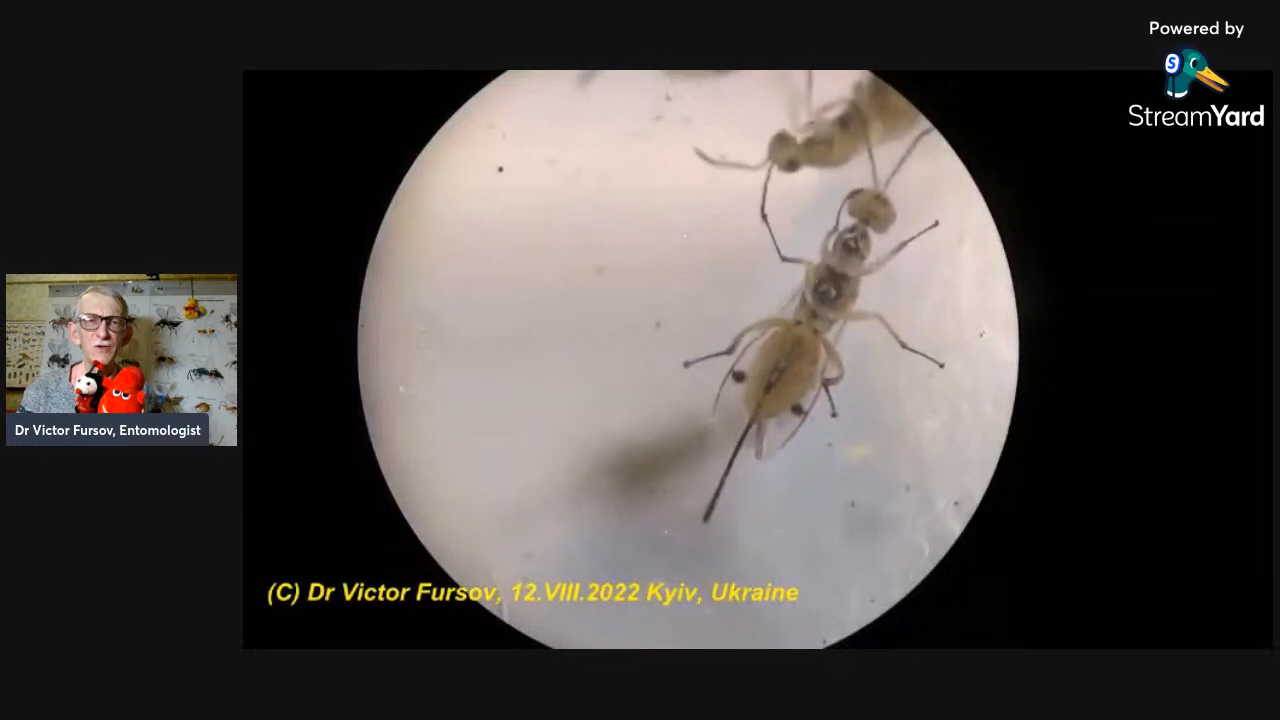 Powered by
S
StreamYard
Dr Victor Fursov, Entomologist
(C) Dr Victor Fursov, 12.VIII.2022 Kyiv, Ukraine